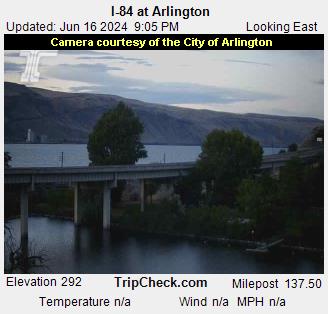 I-84 at Arlington
Updated: Jun 16 2024 9:05 PM Looking East
Camera courtesy of the City of Arlington
Elevation 292 TripCheck.com Milepost 137.50
Temperature n/a Wind n/a MPH n/a